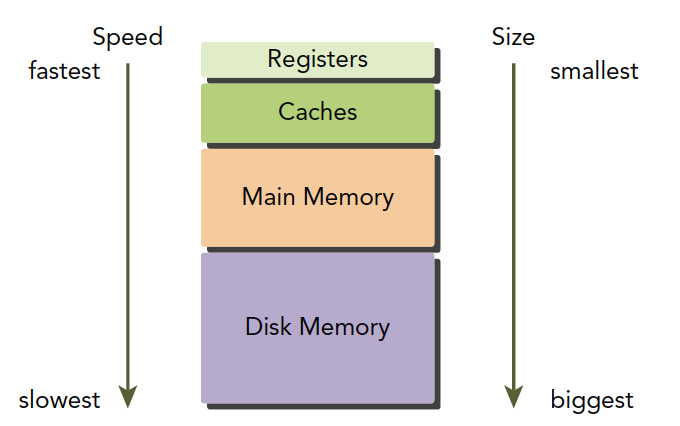 Speed
Size
fastest
smallest
Registers
Caches
Main Memory
Disk Memory
slowest
biggest